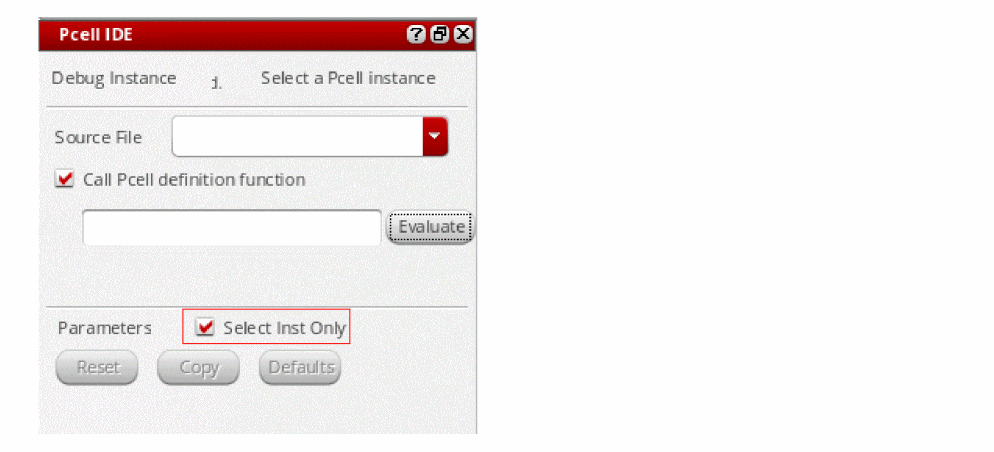 Pcell IDE
Debug Instance 1. Select a Pcell instance
Source File
Call Pcell definition function
Evaluate
Parameters Select Inst Only
Reset Copy Defaults